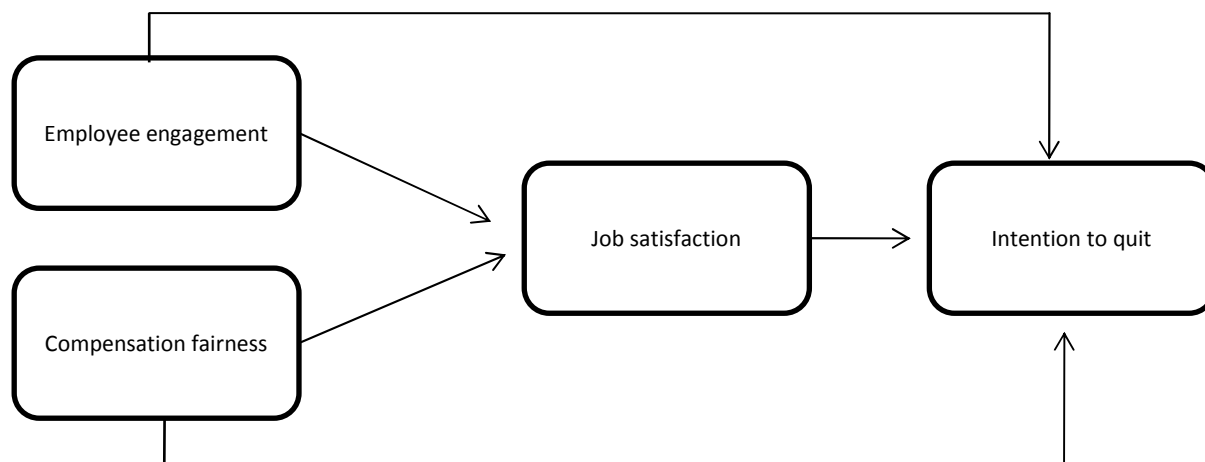 Employee engagement
Job satisfaction
Intention to quit
Compensation fairness